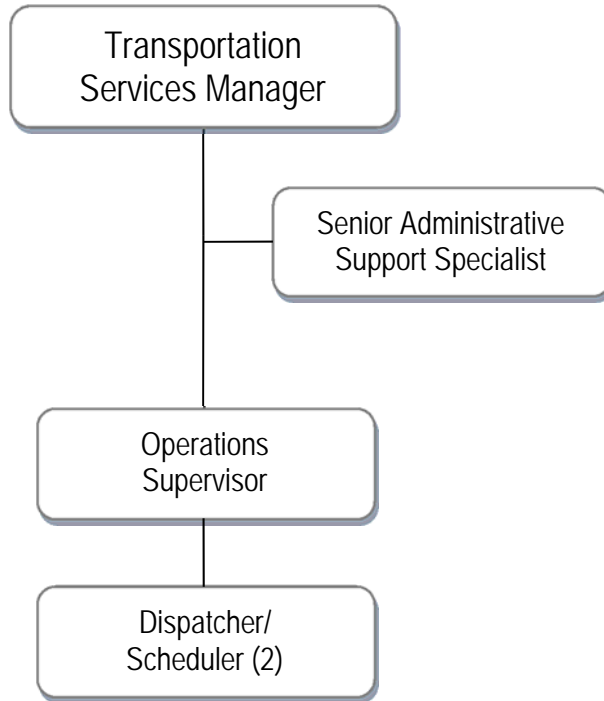 Transportation
Services Manager
Senior Administrative
Support Specialist
Operations
Supervisor
Dispatcher/
Scheduler (2)